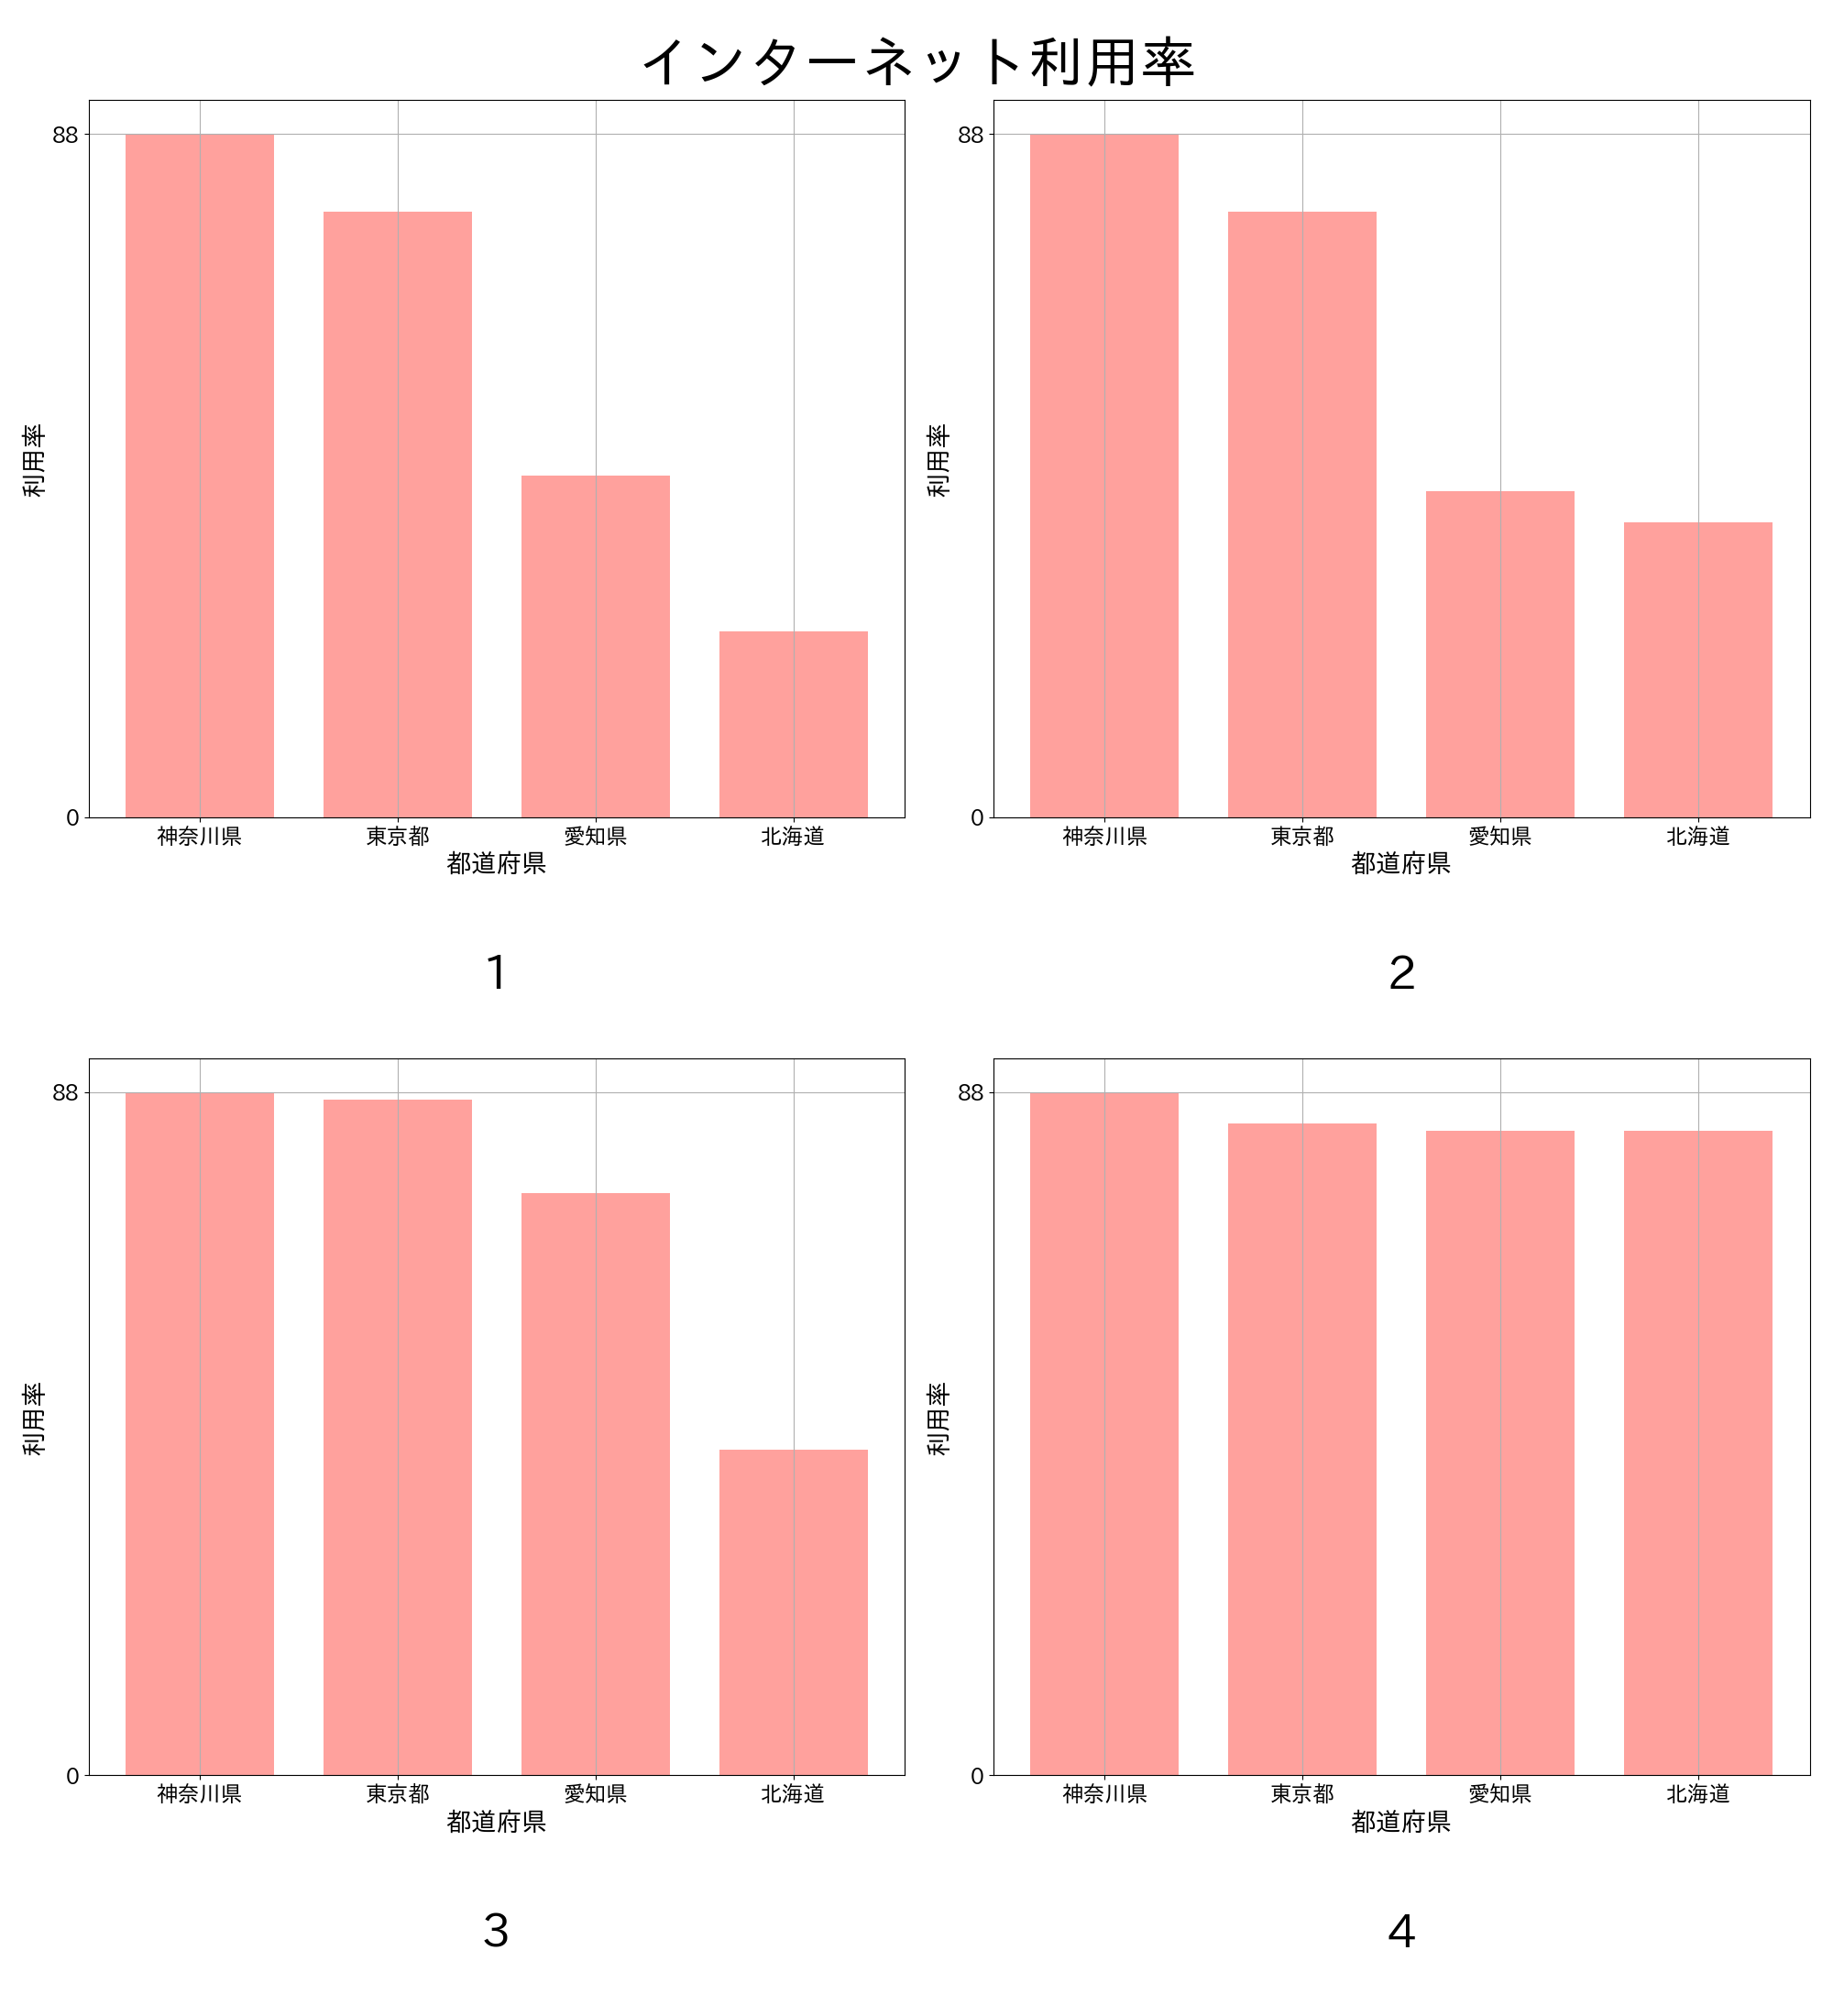 インターネット利用率
88
0
利用率
神奈川県 東京都 愛知県 北海道
都道府県
1
88
0
利用率
神奈川県 東京都 愛知県 北海道
都道府県
2
88
0
利用率
神奈川県 東京都 愛知県 北海道
都道府県
3
88
0
利用率
神奈川県 東京都 愛知県 北海道
都道府県
4